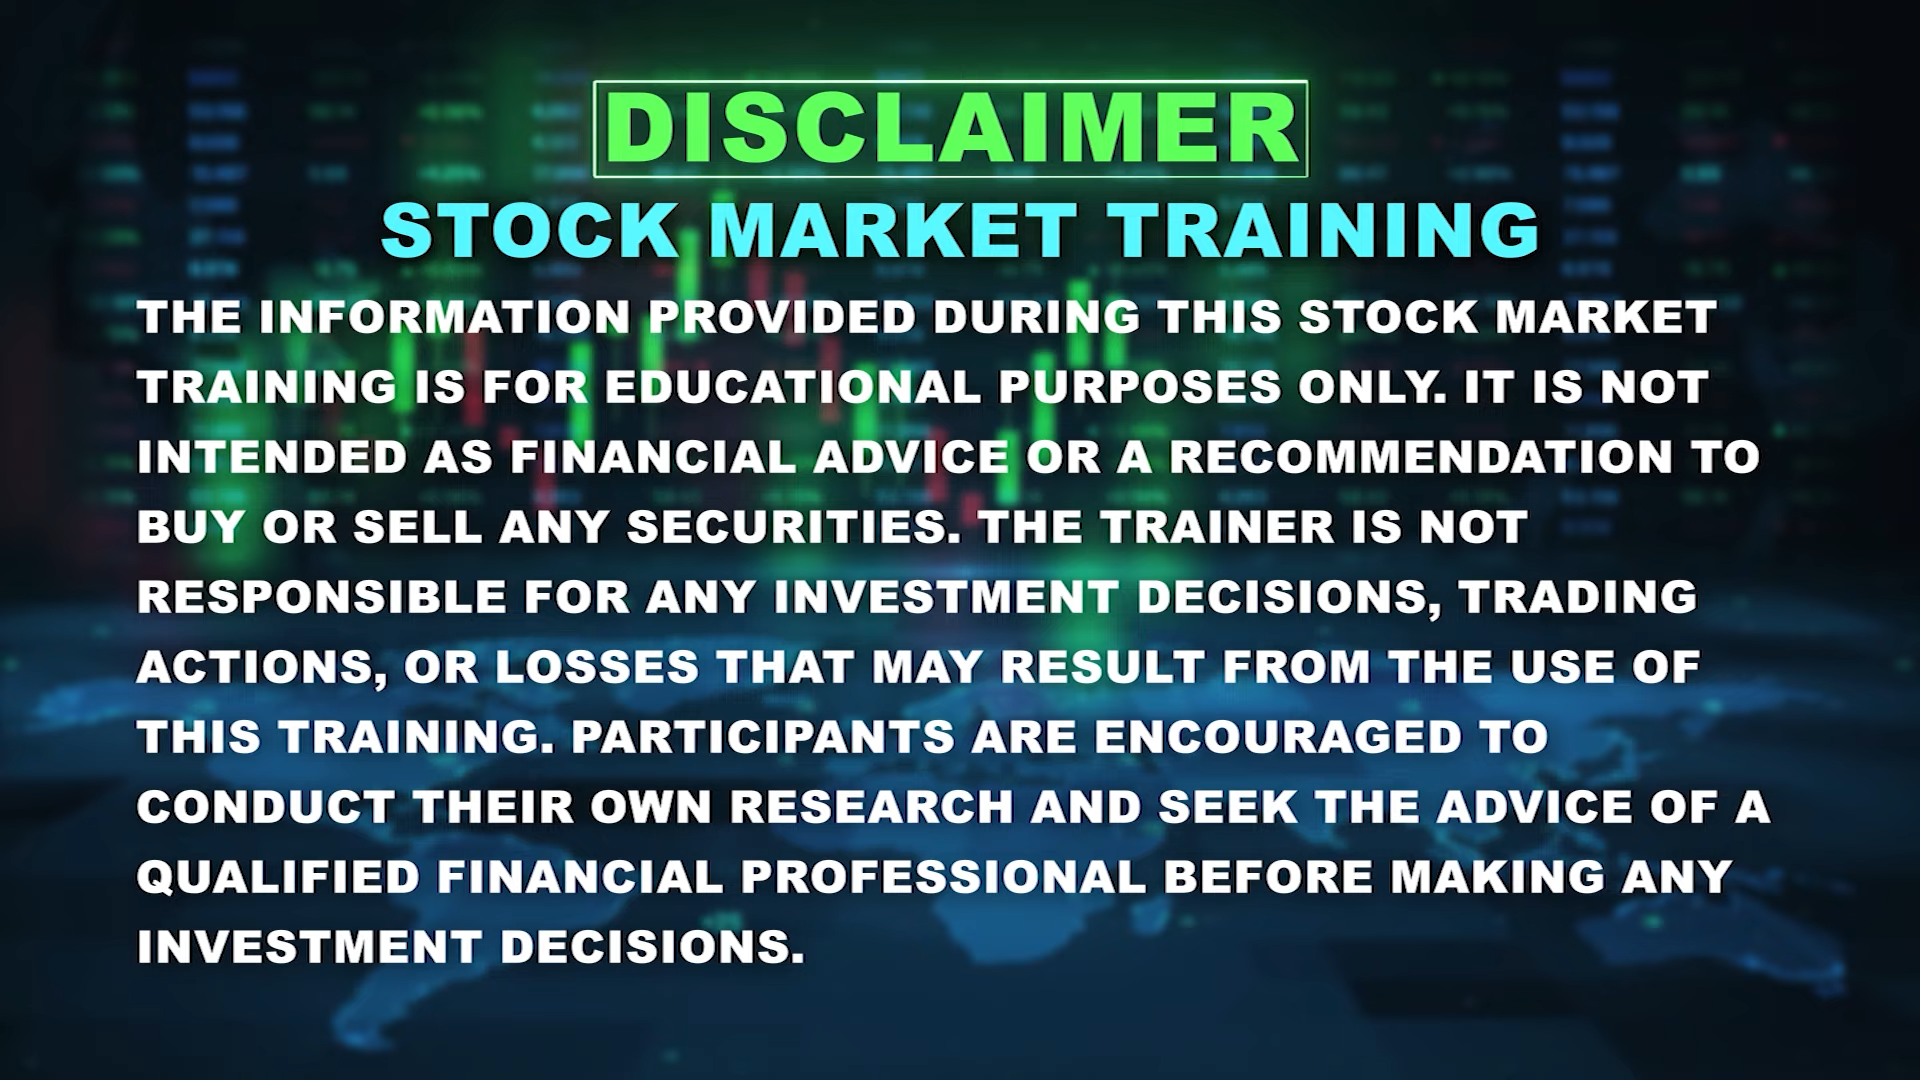 DISCLAIMER
STOCK MARKET TRAINING
THE INFORMATION PROVIDED DURING THIS STOCK MARKET
TRAINING IS FOR EDUCATIONAL PURPOSES ONLY. IT IS NOT
INTENDED AS FINANCIAL ADVICE OR A RECOMMENDATION TO
BUY OR SELL ANY SECURITIES. THE TRAINER IS NOT
RESPONSIBLE FOR ANY INVESTMENT DECISIONS, TRADING
ACTIONS, OR LOSSES THAT MAY RESULT FROM THE USE OF
THIS TRAINING. PARTICIPANTS ARE ENCOURAGED TO
CONDUCT THEIR OWN RESEARCH AND SEEK THE ADVICE OF A
QUALIFIED FINANCIAL PROFESSIONAL BEFORE MAKING ANY
INVESTMENT DECISIONS.